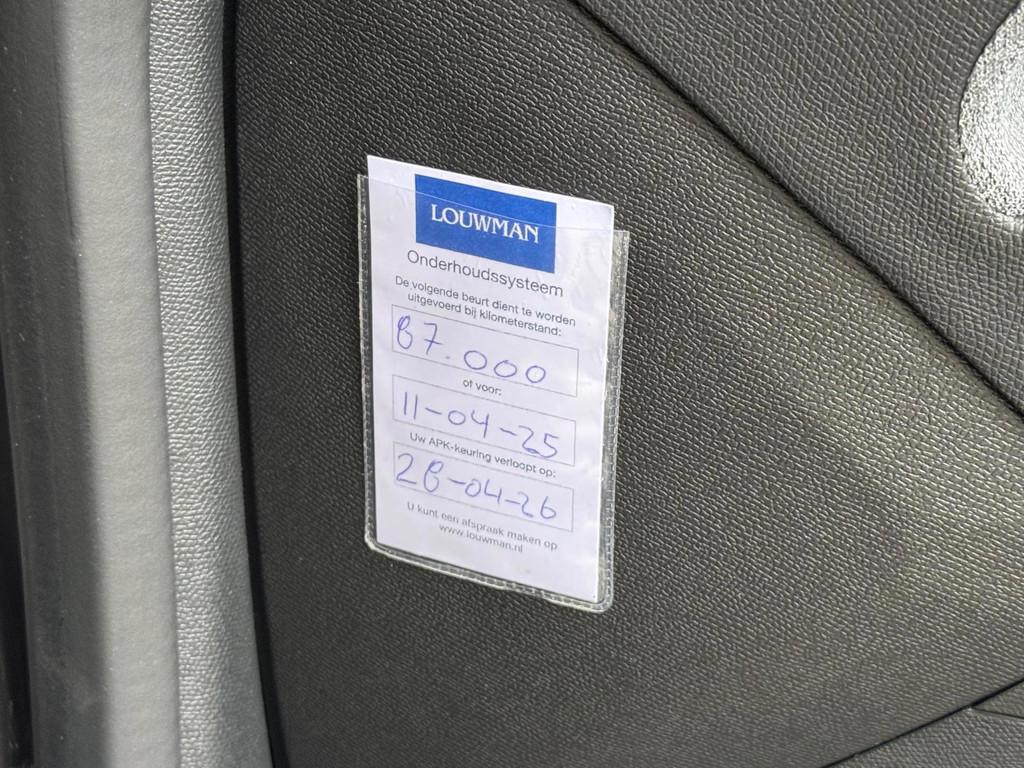 LOUWMAN
Onderhoudssysteem
De volgende beurt dient te worden
uitgevoerd bij kilometerstand:
87.000
of voor:
11-04-25
Uw APK-keuring verloopt op:
28-04-26
U kunt een afspraak maken op
www.louwman.nl